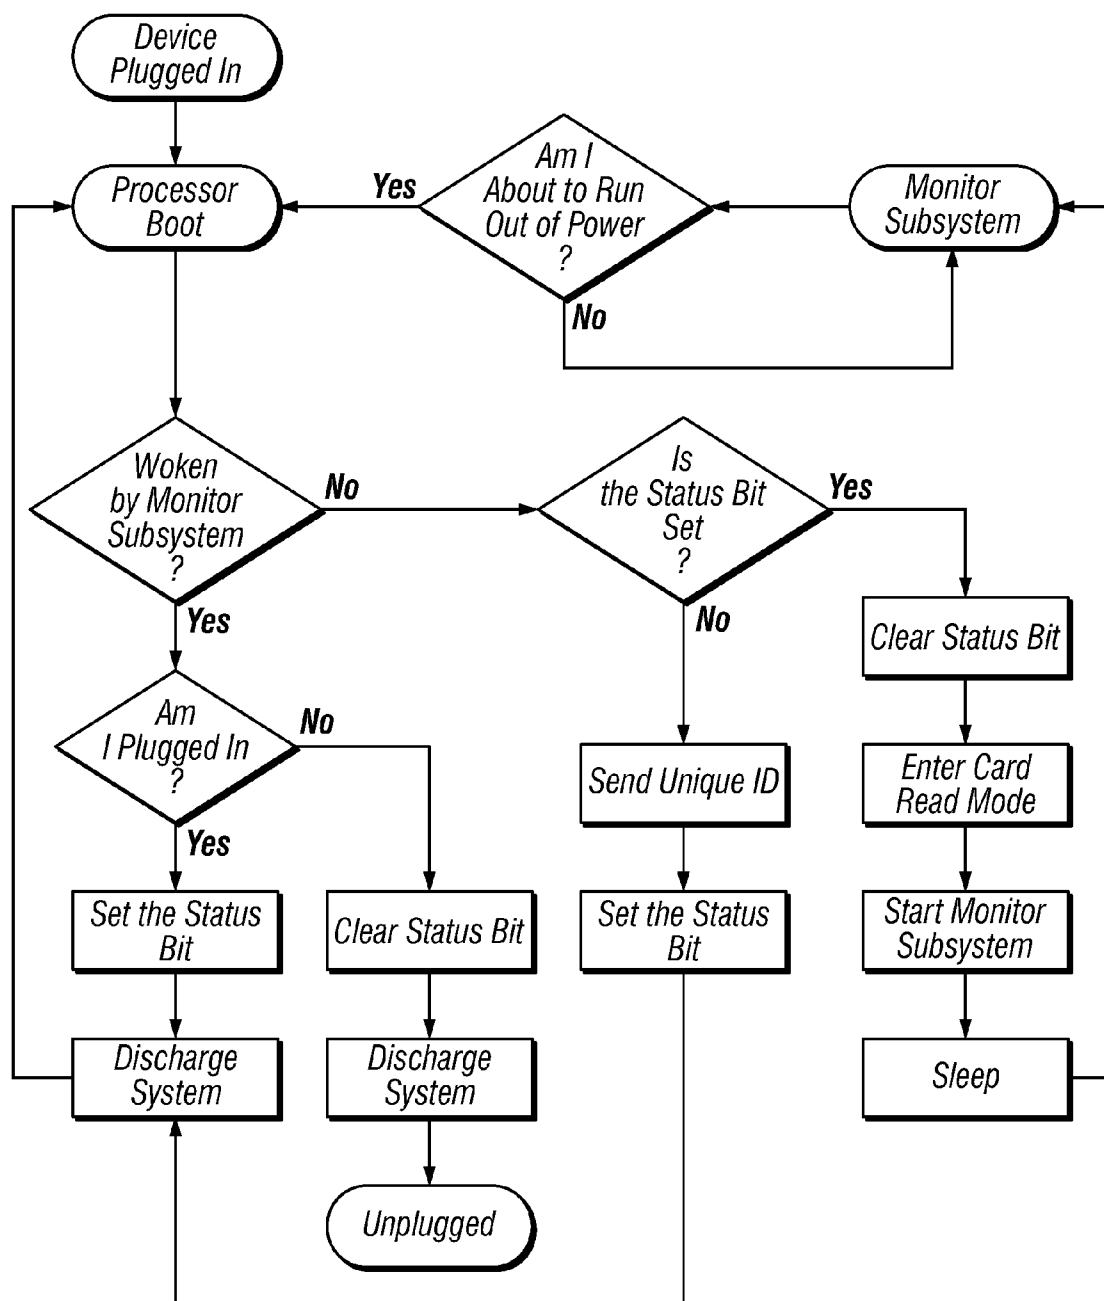 Device
Plugged In
Processor
Boot
Yes
Am I
About to Run
Out of Power
?
No
Monitor
Subsystem
Woken
by Monitor
Subsystem
?
No
Yes
Is
the Status Bit
Set
?
Yes
No
Clear Status Bit
Am
I Plugged In
?
No
Yes
Send Unique ID
Enter Card
Read Mode
Set the Status
Bit
Clear Status Bit
Set the Status
Bit
Start Monitor
Subsystem
Discharge
System
Discharge
System
Sleep
Unplugged